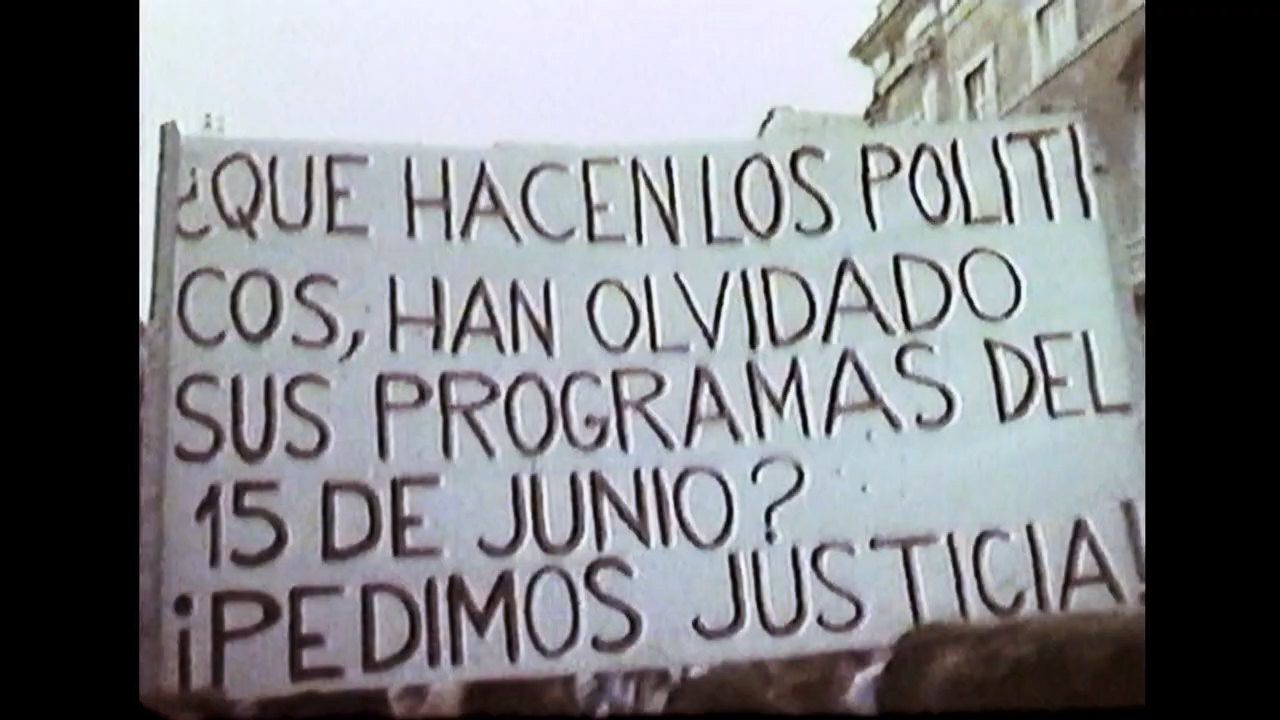 ¿QUE HACEN LOS POLITI
COS, HAN OLVIDADO
SUS PROGRAMAS DEL
15 DE JUNIO?
¡PEDIMOS JUSTICIA!